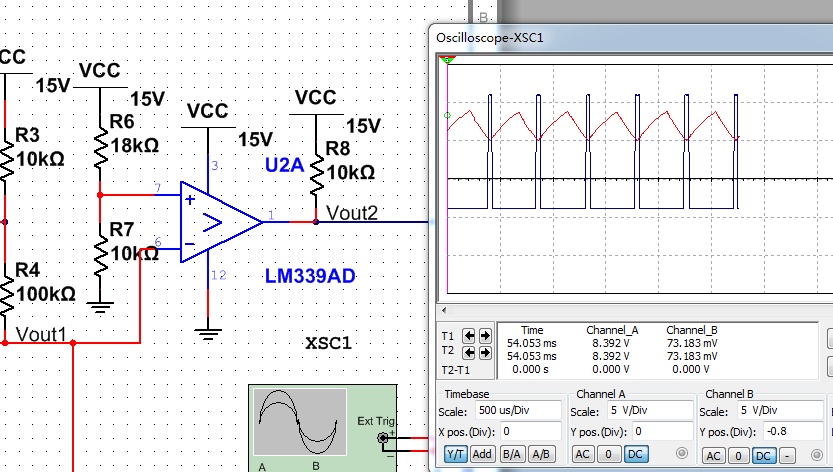 B
Oscilloscope-XSC1
CC
15V
R3
10kΩ
R4
100kΩ
Vout1
VCC
15V
R6
18kΩ
R7
10kΩ
VCC
15V
3
7
6
1
12
U2A
LM339AD
VCC
15V
R8
10kΩ
Vout2
XSC1
Ext Trig
+
A
B
Time Channel_A Channel_B
T1 54.053 ms 8.392 V 73.183 mV
T2 54.053 ms 8.392 V 73.183 mV
T2-T1 0.000 s 0.000 V 0.000 V
Timebase Channel A Channel B
Scale: 500 us/Div Scale: 5 V/Div Scale: 5 V/Div
X pos.(Div): 0 Y pos.(Div): 0 Y pos.(Div): -0.8
Y/T Add B/A A/B AC 0 DC AC 0 DC -